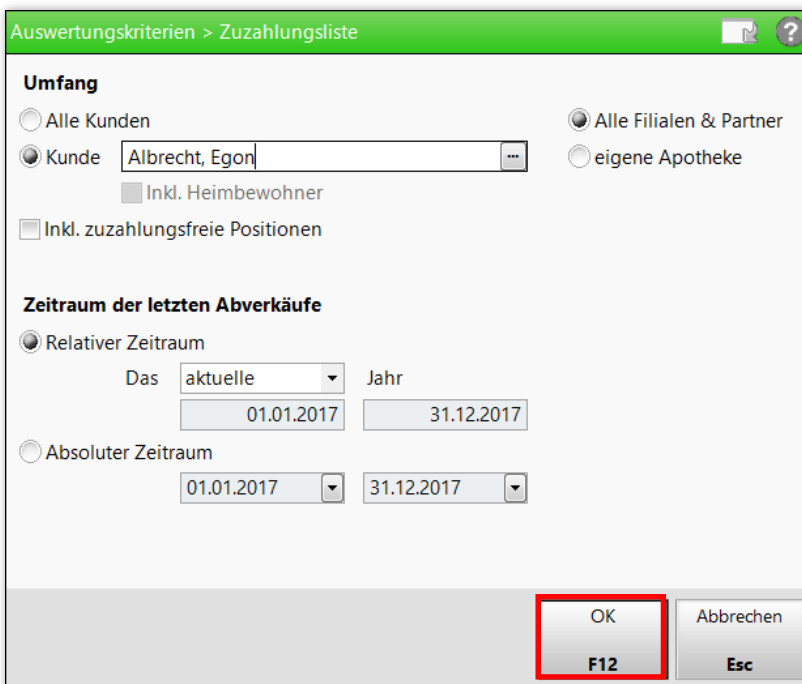 Auswertungskriterien > Zuzahlungsliste
?
Umfang
Alle Kunden
Alle Filialen & Partner
Kunde Albrecht, Egon ...
eigene Apotheke
Inkl. Heimbewohner
Inkl. zuzahlungsfreie Positionen
Zeitraum der letzten Abverkäufe
Relativer Zeitraum
Das aktuelle Jahr
01.01.2017 31.12.2017
Absoluter Zeitraum
01.01.2017 31.12.2017
OK Abbrechen
F12 Esc